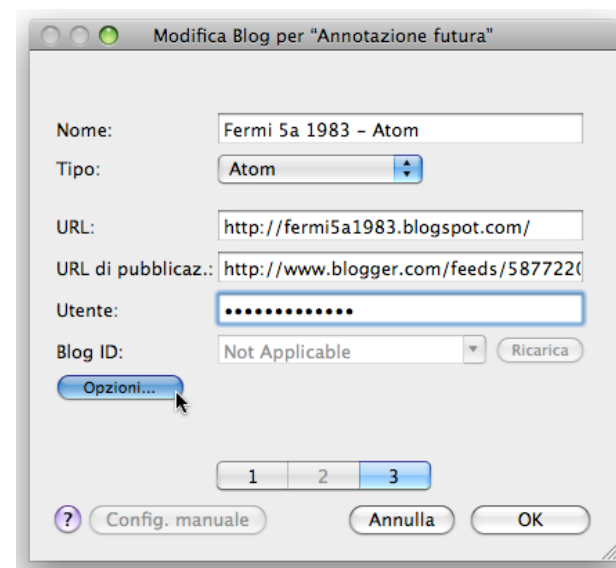 Modifica Blog per “Annotazione futura”
Nome: Fermi 5a 1983 – Atom
Tipo: Atom
URL: http://fermi5a1983.blogspot.com/
URL di pubblicaz.: http://www.blogger.com/feeds/5877220
Utente: •••••••••••••
Blog ID: Not Applicable Ricarica
Opzioni...
1 2 3
? Config. manuale Annulla OK